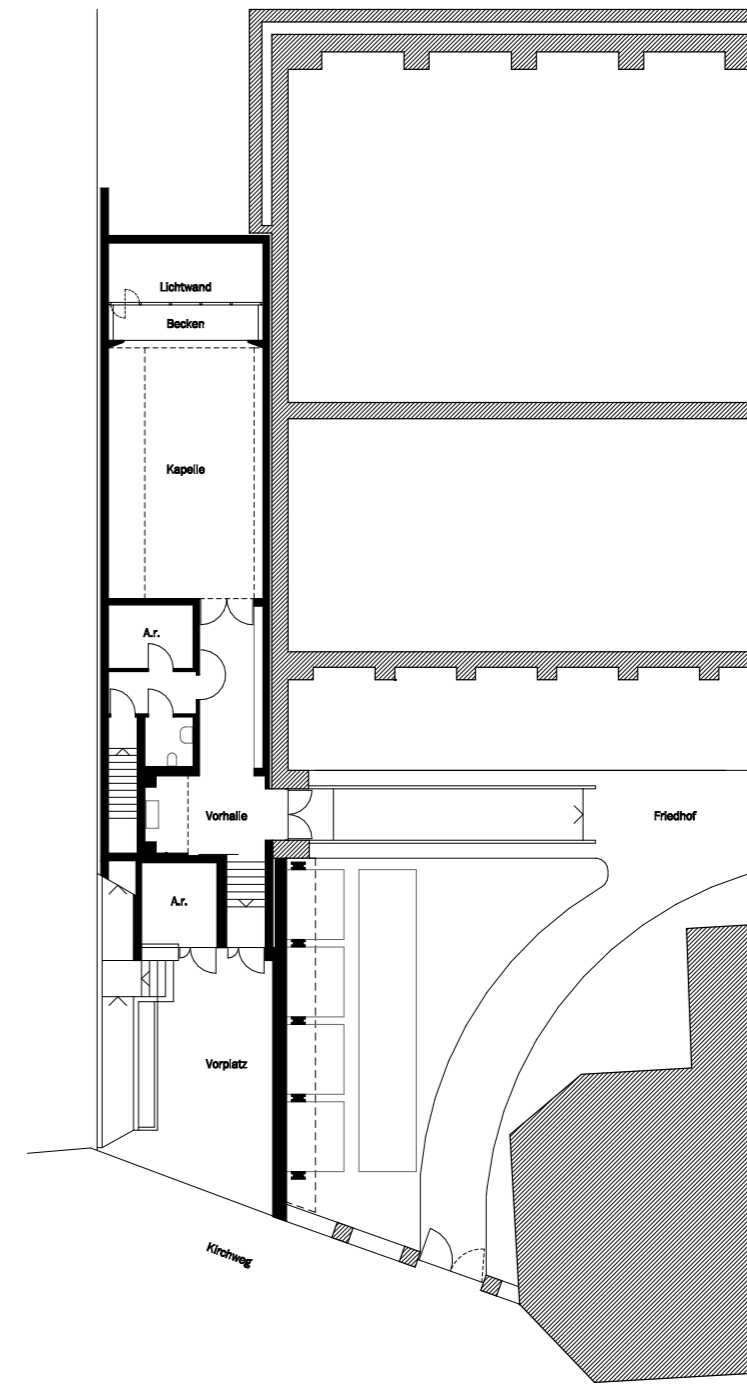 Lichtwand
Becken
Kapelle
A.r.
Vorhalle
Friedhof
A.r.
Vorplatz
Kirchweg